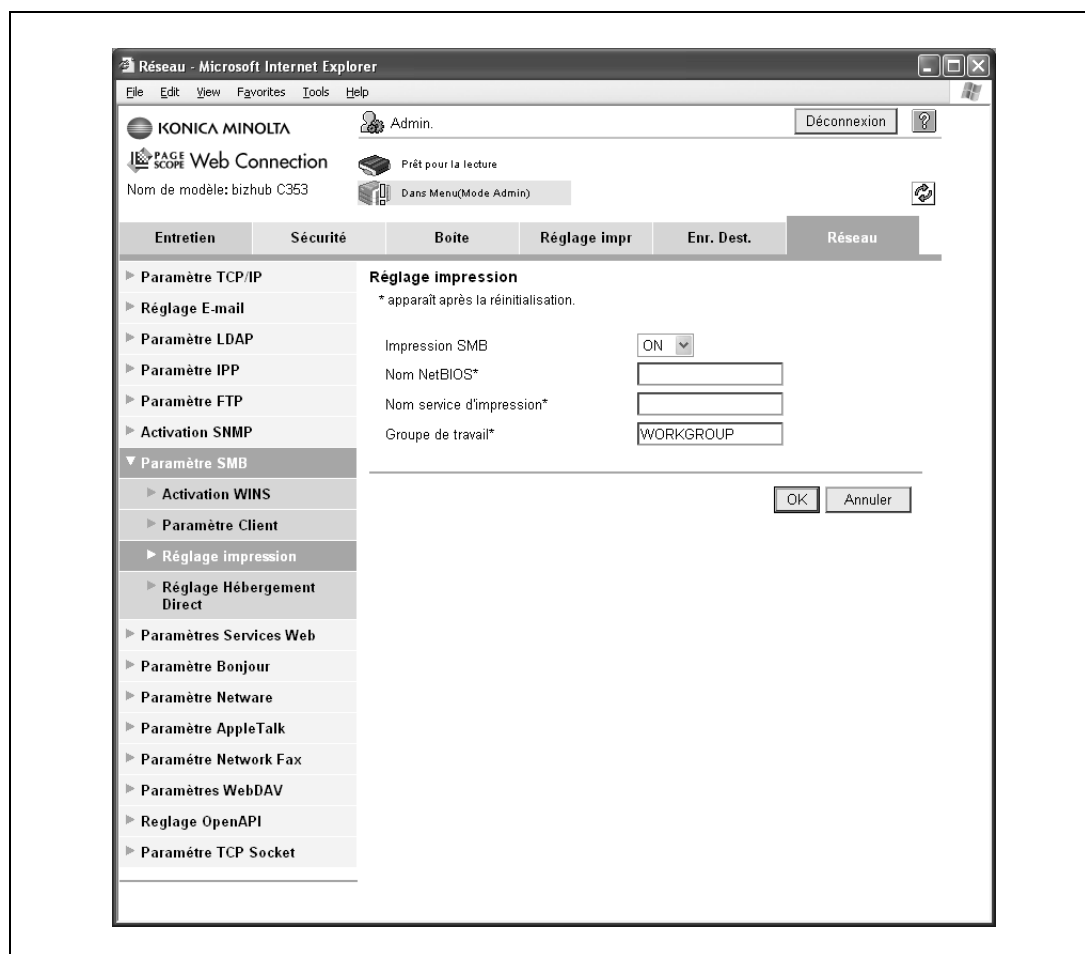 Réseau - Microsoft Internet Explorer
File Edit View Favorites Tools Help
KONICA MINOLTA
Admin.
Déconnexion
?
PAGE SCOPE Web Connection
Prêt pour la lecture
Nom de modèle: bizhub C353
Dans Menu(Mode Admin)
Entretien Sécurité Boîte Réglage impr Enr. Dest. Réseau
Paramètre TCP/IP
Réglage E-mail
Paramètre LDAP
Paramètre IPP
Paramètre FTP
Activation SNMP
Paramètre SMB
Activation WINS
Paramètre Client
Réglage impression
Réglage Hébergement
Direct
Paramètres Services Web
Paramètre Bonjour
Paramètre Netware
Paramètre AppleTalk
Paramétre Network Fax
Paramètres WebDAV
Reglage OpenAPI
Paramétre TCP Socket
Réglage impression
* apparaît après la réinitialisation.
Impression SMB ON
Nom NetBIOS*
Nom service d'impression*
Groupe de travail* WORKGROUP
OK Annuler